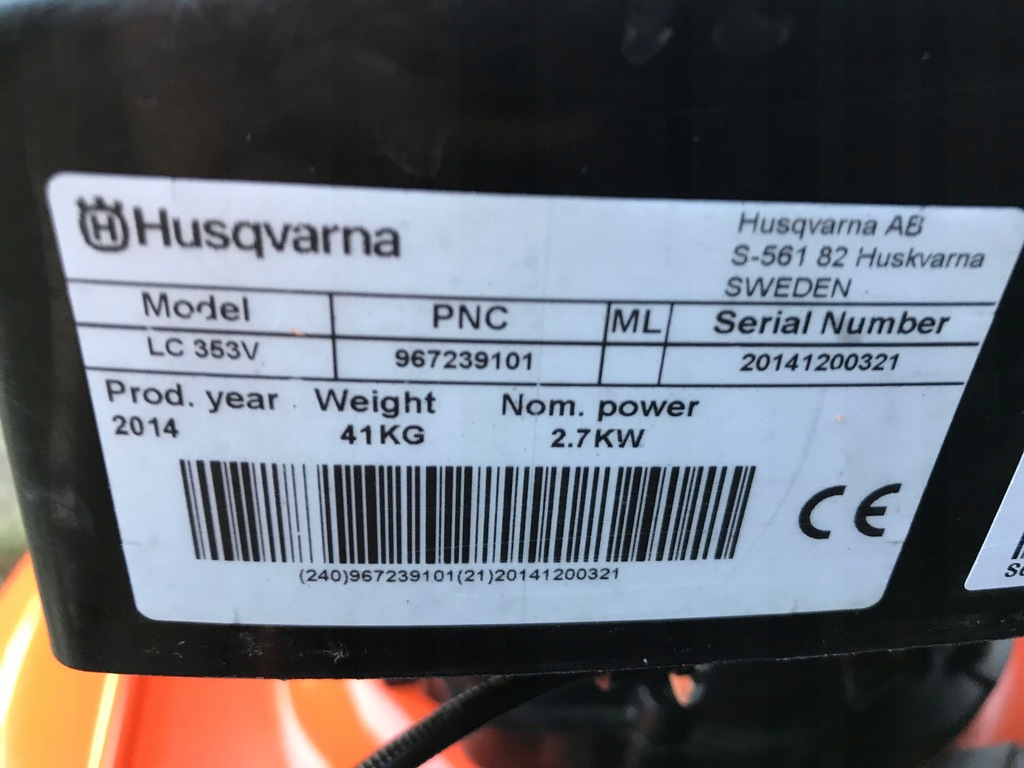 Husqvarna
Husqvarna AB
S-561 82 Huskvarna
SWEDEN
Model PNC ML Serial Number
LC 353V 967239101 20141200321
Prod. year Weight Nom. power
2014 41KG 2.7KW
CE
(240)967239101(21)20141200321